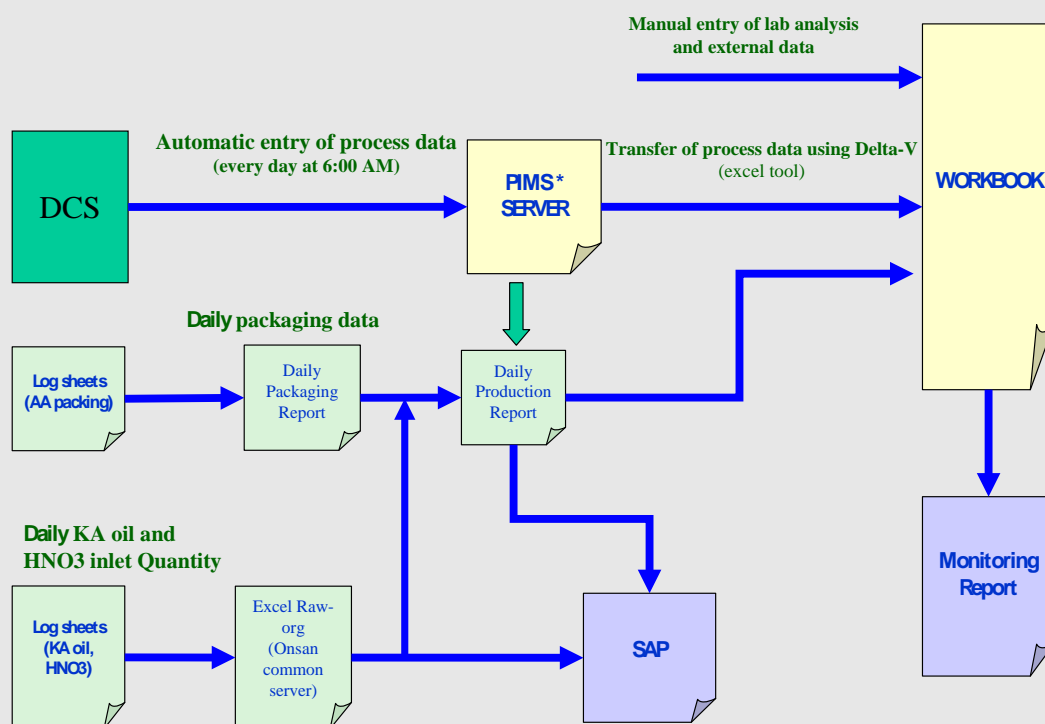 Manual entry of lab analysis
and external data
Automatic entry of process data
(every day at 6:00 AM)
Transfer of process data using Delta-V
(excel tool)
DCS
PIMS *
SERVER
WORKBOOK
Daily packaging data
Log sheets
(AA packing)
Daily
Packaging
Report
Daily
Production
Report
Daily KA oil and
HNO3 inlet Quantity
Log sheets
(KA oil,
HNO3)
Excel Raw-
org
(Onsan
common
server)
SAP
Monitoring
Report